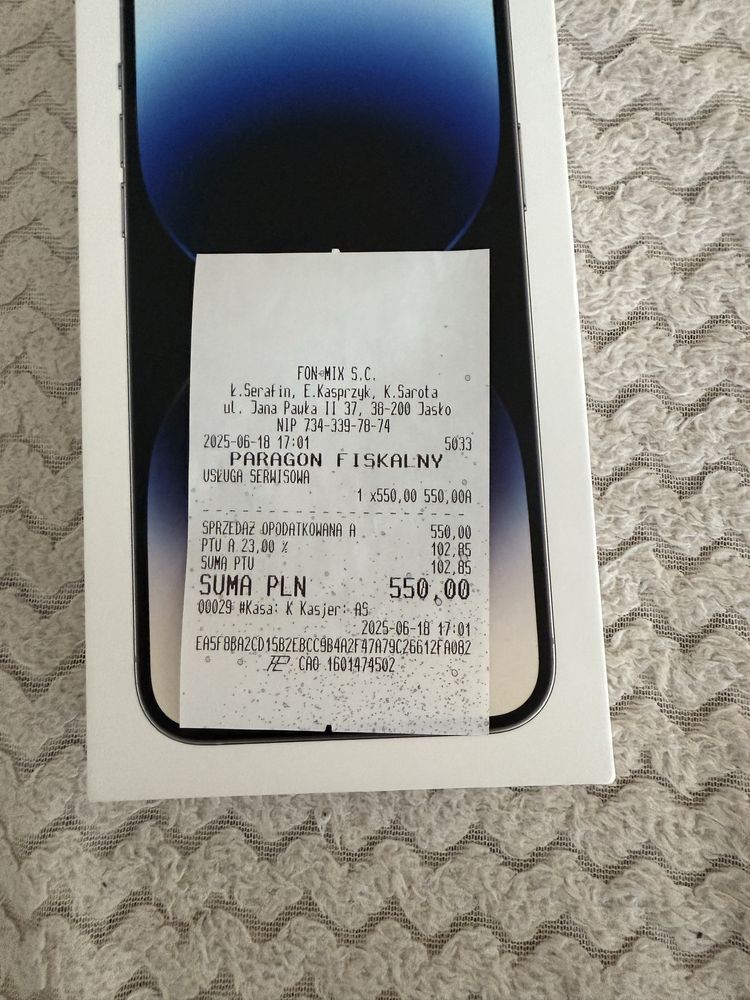 FON-MIX S.C.
Ł.Serafin, E.Kasprzyk, K.Sarota
ul. Jana Pawła II 37, 38-200 Jasło
NIP 734-339-78-74
2025-06-18 17:01 5033
PARAGON FISKALNY
USŁUGA SERWISOWA
1 x550,00 550,00A
SPRZEDAŻ OPODATKOWANA A 550,00
PTU A 23,00 % 102,85
SUMA PTU 102,85
SUMA PLN 550,00
00029 #Kasa: K Kasjer: AS
2025-06-18 17:01
EA5F8BA2CD15B2EBCC9B4A2F47A79C26612FA082
CAO 1601474502